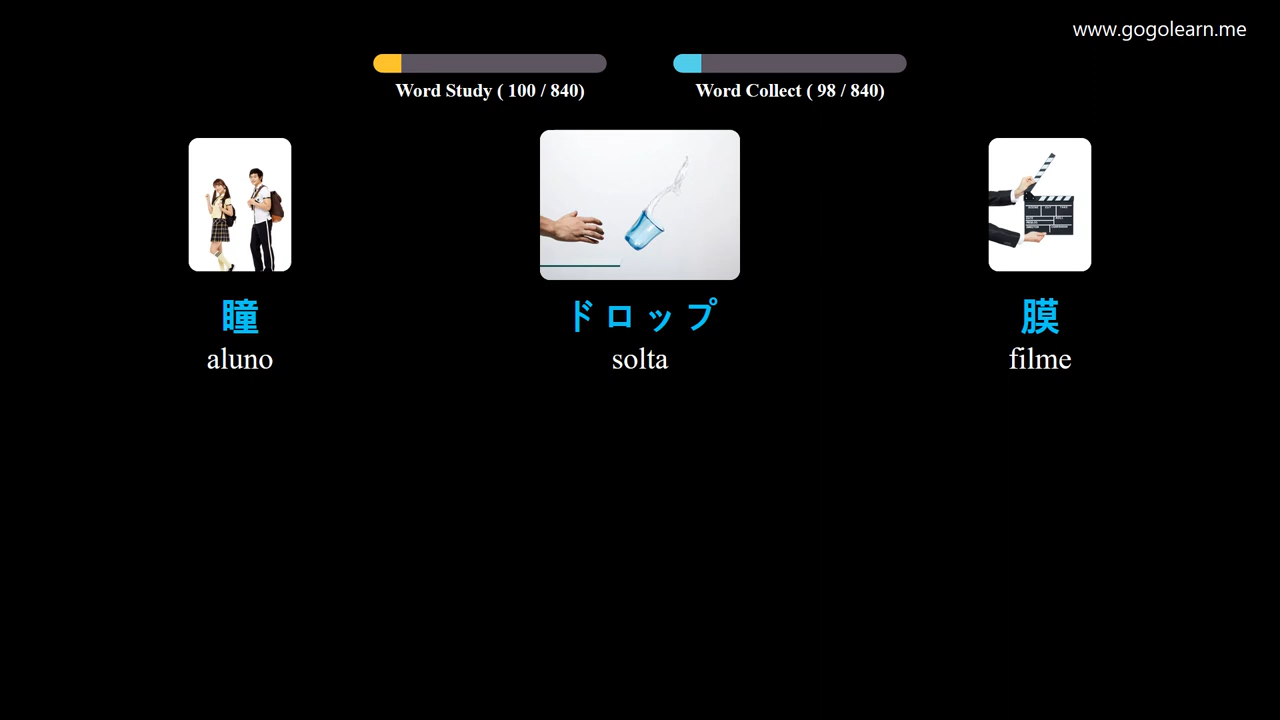 www.gogolearn.me
Word Study ( 100 / 840)
Word Collect ( 98 / 840)
瞳
ドロップ
膜
aluno
solta
filme